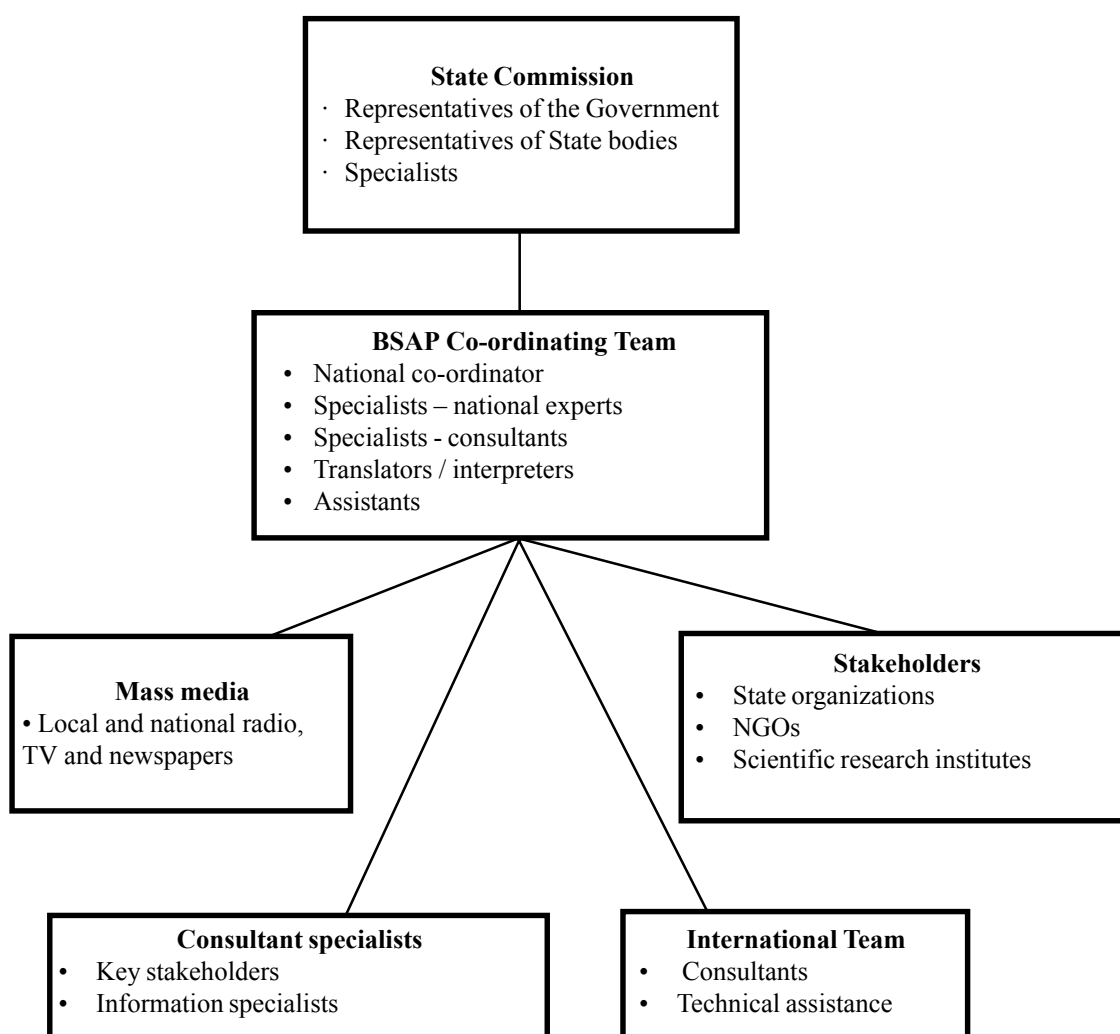 State Commission
· Representatives of the Government
· Representatives of State bodies
· Specialists
BSAP Co-ordinating Team
• National co-ordinator
• Specialists – national experts
• Specialists - consultants
• Translators / interpreters
• Assistants
Mass media
• Local and national radio,
TV and newspapers
Stakeholders
• State organizations
• NGOs
• Scientific research institutes
Consultant specialists
• Key stakeholders
• Information specialists
International Team
• Consultants
• Technical assistance